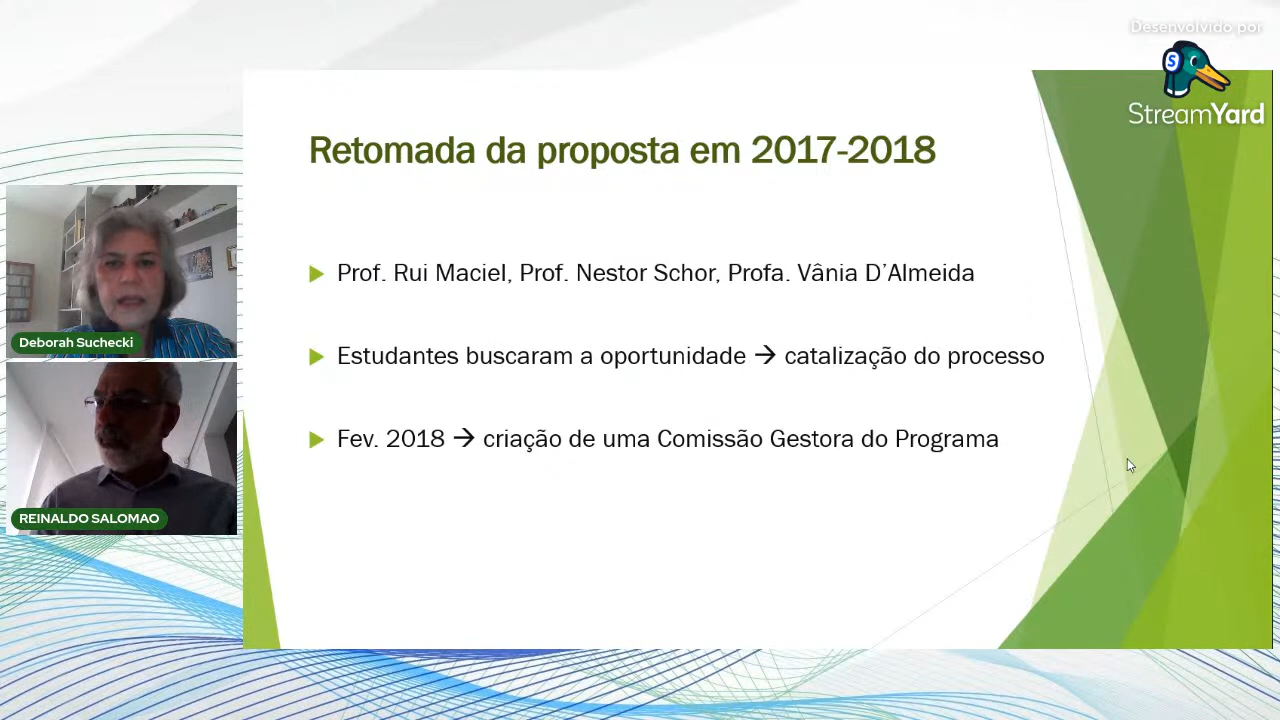 Desenvolvido por
StreamYard
Retomada da proposta em 2017-2018
Prof. Rui Maciel, Prof. Nestor Schor, Profa. Vânia D’Almeida
Estudantes buscaram a oportunidade → catalização do processo
Fev. 2018 → criação de uma Comissão Gestora do Programa
Deborah Suchecki
REINALDO SALOMAO